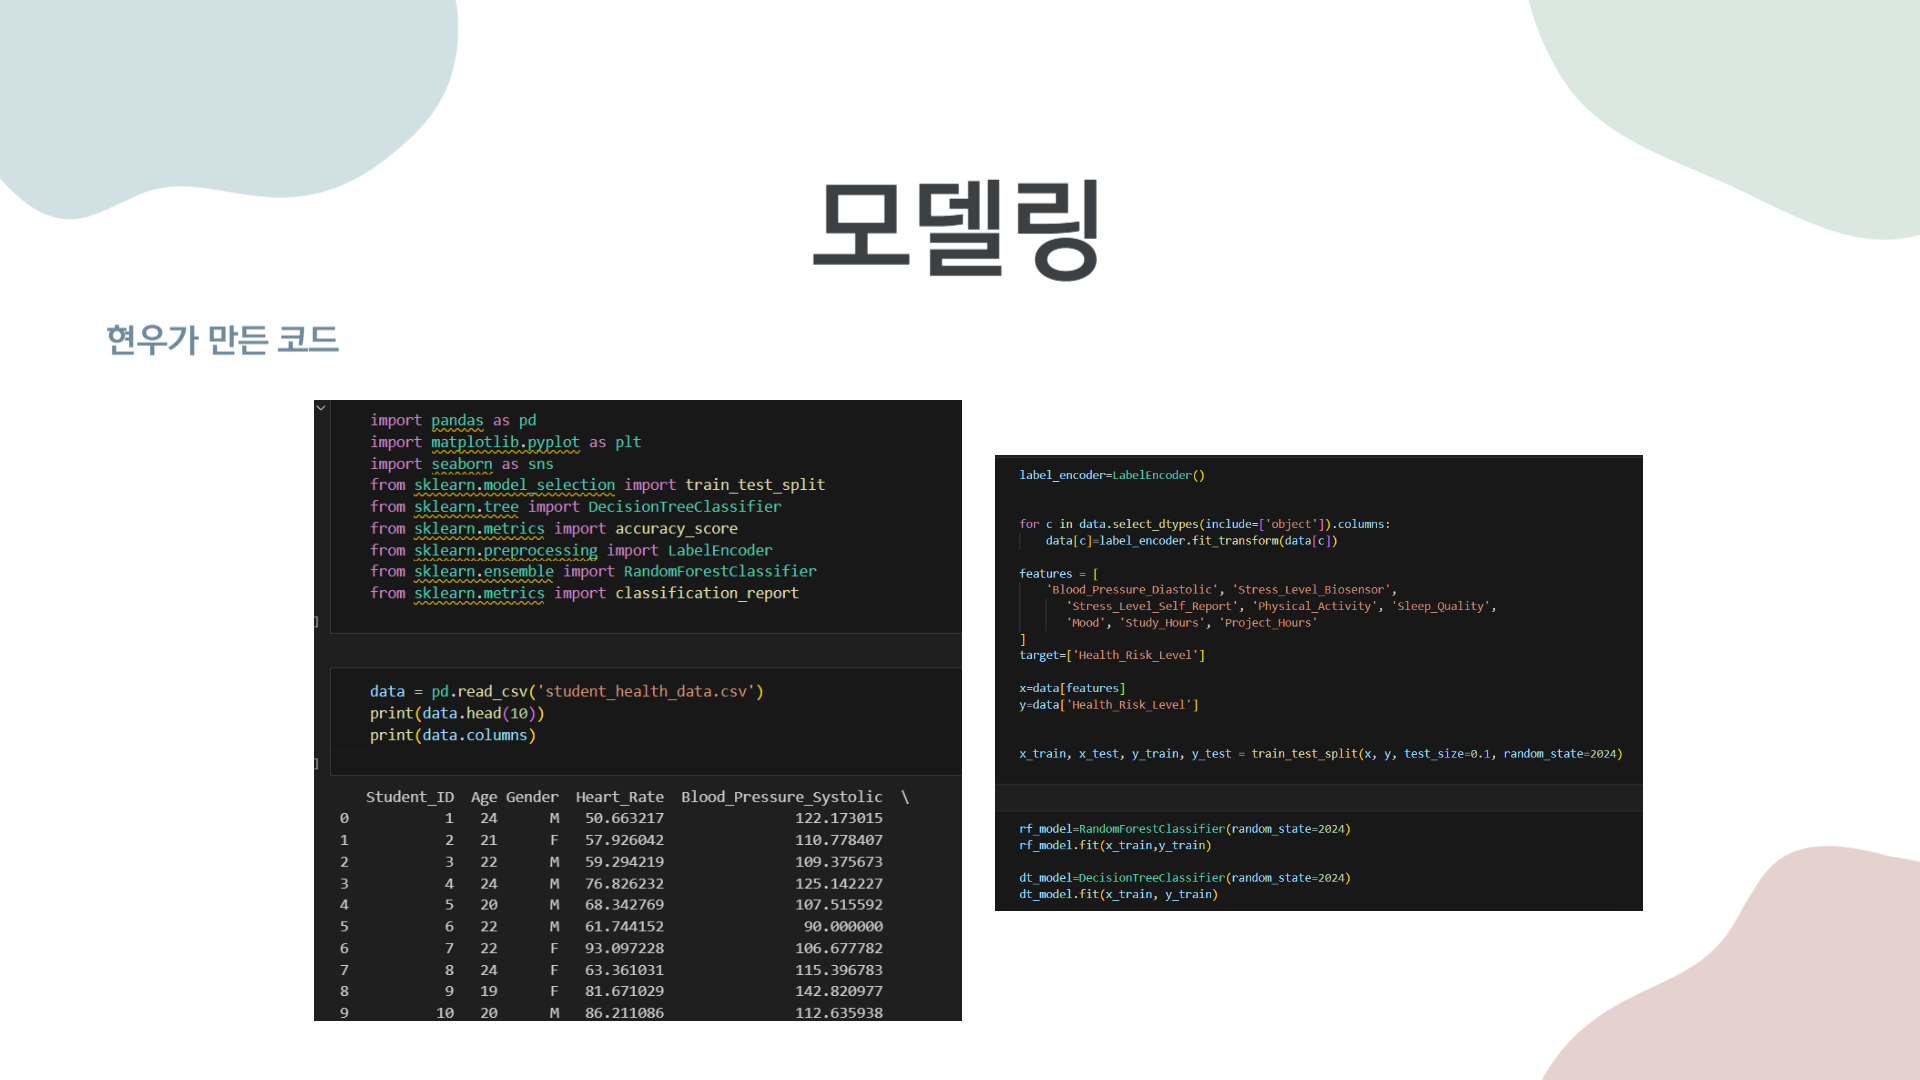 모델링
현우가 만든 코드
import pandas as pd
import matplotlib.pyplot as plt
import seaborn as sns
from sklearn.model_selection import train_test_split
from sklearn.tree import DecisionTreeClassifier
from sklearn.metrics import accuracy_score
from sklearn.preprocessing import LabelEncoder
from sklearn.ensemble import RandomForestClassifier
from sklearn.metrics import classification_report
data = pd.read_csv('student_health_data.csv')
print(data.head(10))
print(data.columns)
Student_ID Age Gender Heart_Rate Blood_Pressure_Systolic \
0 1 24 M 50.663217 122.173015
1 2 21 F 57.926042 110.778407
2 3 22 M 59.294219 109.375673
3 4 24 M 76.826232 125.142227
4 5 20 M 68.342769 107.515592
5 6 22 M 61.744152 90.000000
6 7 22 F 93.097228 106.677782
7 8 24 F 63.361031 115.396783
8 9 19 F 81.671029 142.820977
9 10 20 M 86.211086 112.635938
label_encoder=LabelEncoder()
for c in data.select_dtypes(include=['object']).columns:
data[c]=label_encoder.fit_transform(data[c])
features = [
'Blood_Pressure_Diastolic', 'Stress_Level_Biosensor',
'Stress_Level_Self_Report', 'Physical_Activity', 'Sleep_Quality',
'Mood', 'Study_Hours', 'Project_Hours'
]
target=['Health_Risk_Level']
x=data[features]
y=data['Health_Risk_Level']
x_train, x_test, y_train, y_test = train_test_split(x, y, test_size=0.1, random_state=2024)
rf_model=RandomForestClassifier(random_state=2024)
rf_model.fit(x_train,y_train)
dt_model=DecisionTreeClassifier(random_state=2024)
dt_model.fit(x_train, y_train)